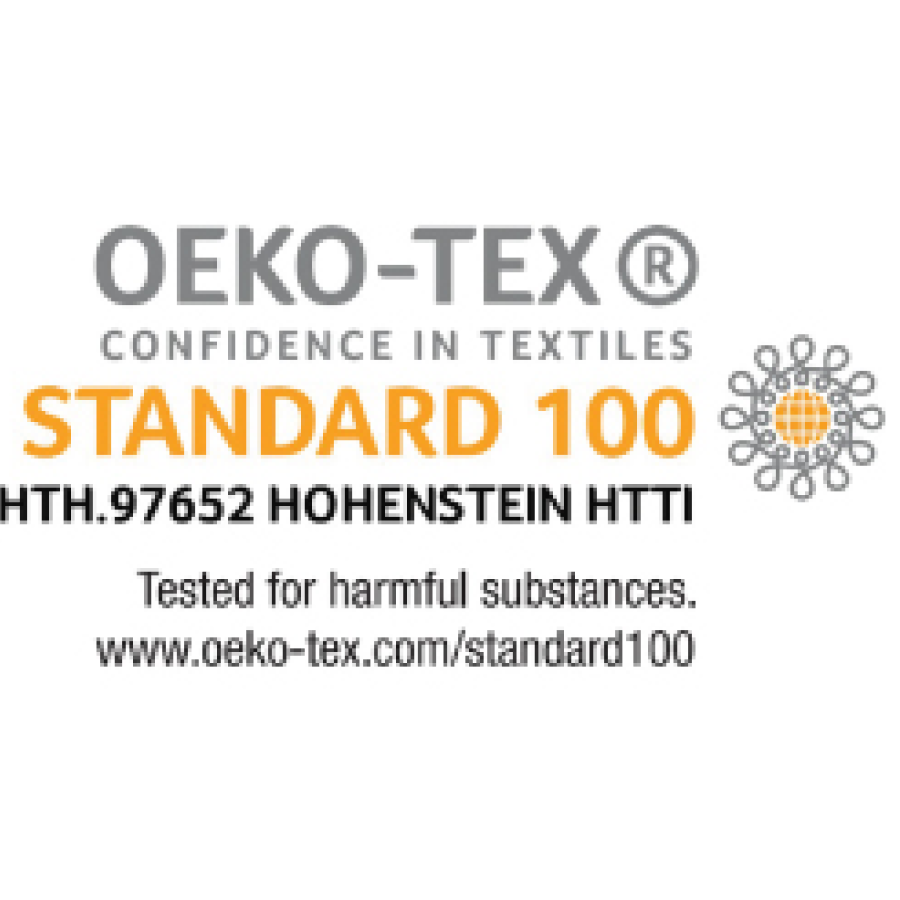 OEKO-TEX®
CONFIDENCE IN TEXTILES
STANDARD 100
HTH.97652 HOHENSTEIN HTTI
Tested for harmful substances.
www.oeko-tex.com/standard100